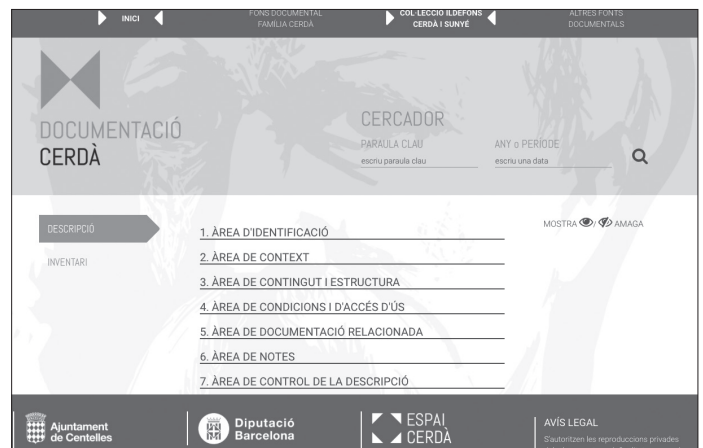 INICI
FONS DOCUMENTAL
FAMÍLIA CERDÀ
COL·LECCIÓ ILDEFONS
CERDÀ I SUNYÉ
ALTRES FONTS
DOCUMENTALS
DOCUMENTACIÓ
CERDÀ
CERCADOR
PARAULA CLAU
escriu paraula clau
ANY o PERÍODE
escriu una data
DESCRIPCIÓ
INVENTARI
1. ÀREA D'IDENTIFICACIÓ
2. ÀREA DE CONTEXT
3. ÀREA DE CONTINGUT I ESTRUCTURA
4. ÀREA DE CONDICIONS I D'ACCÉS D'ÚS
5. ÀREA DE DOCUMENTACIÓ RELACIONADA
6. ÀREA DE NOTES
7. ÀREA DE CONTROL DE LA DESCRIPCIÓ
MOSTRA / AMAGA
Ajuntament
de Centelles
Diputació
Barcelona
ESPAI
CERDÀ
AVÍS LEGAL
S'autoritzen les reproduccions privades